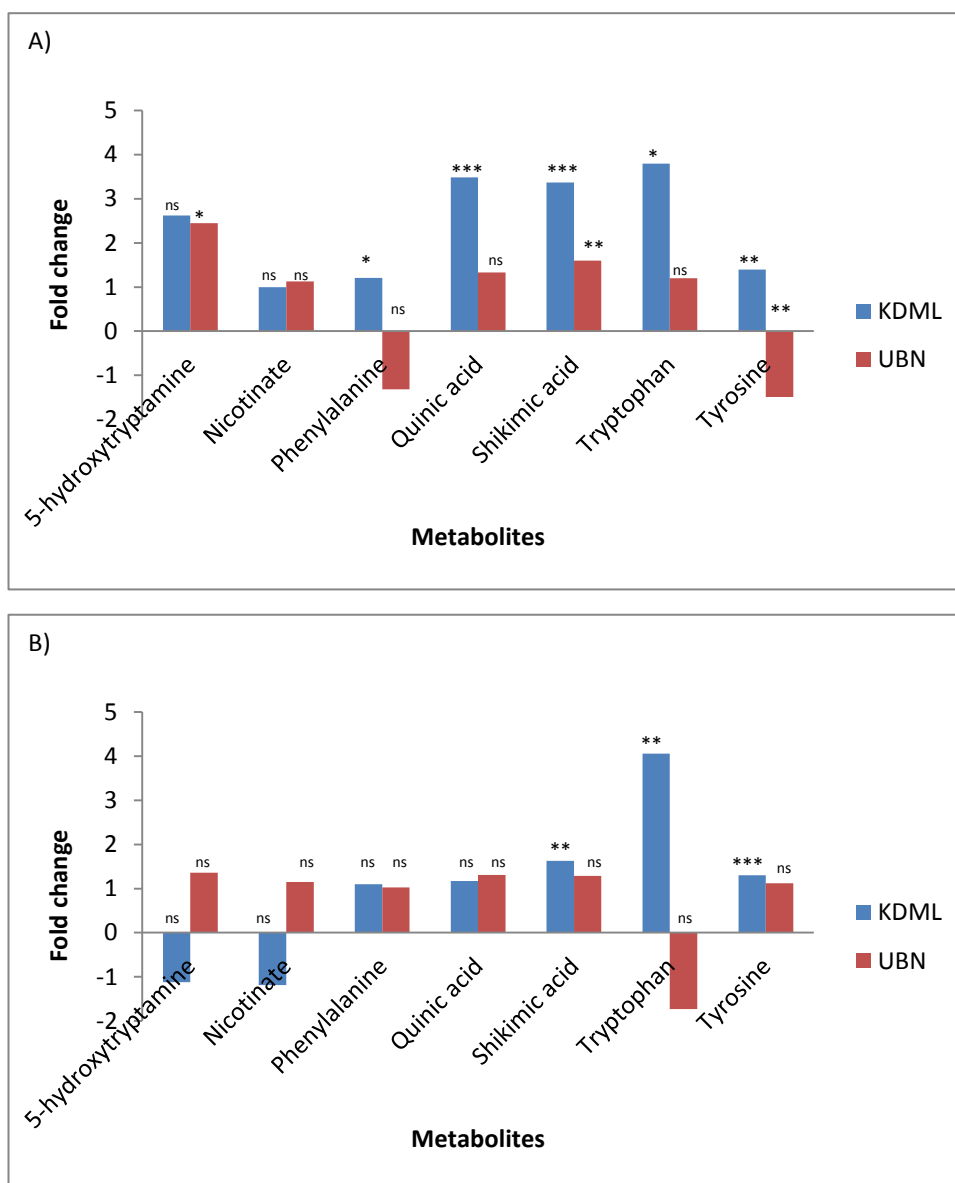 A)
5
4
3
2
1
0
-1
-2
Fold change
ns
*
ns
ns
*
ns
***
ns
***
**
*
ns
**
**
5-hydroxytryptamine
Nicotinate
Phenylalanine
Quinic acid
Shikimic acid
Tryptophan
Tyrosine
Metabolites
KDML
UBN
B)
5
4
3
2
1
0
-1
-2
Fold change
ns
ns
ns
ns
ns
ns
ns
ns
**
ns
**
ns
***
ns
5-hydroxytryptamine
Nicotinate
Phenylalanine
Quinic acid
Shikimic acid
Tryptophan
Tyrosine
Metabolites
KDML
UBN